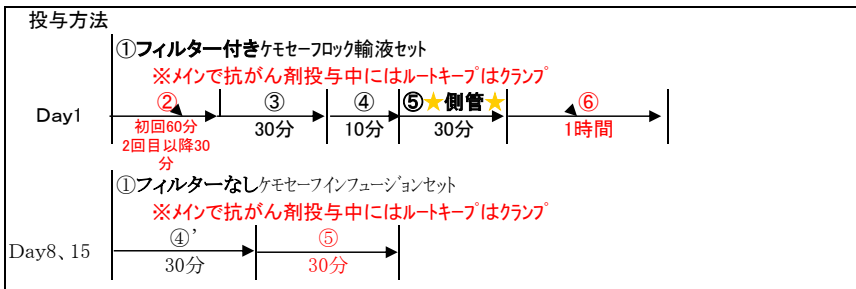 投与方法
①フィルター付きケモセーフロック輸液セット
※メインで抗がん剤投与中にはルートキープはクランプ
Day1
② ③ ④ ⑤★側管★ ⑥
初回60分 30分 10分 30分 1時間
2回目以降30
分
①フィルターなしケモセーフインフュージョンセット
※メインで抗がん剤投与中にはルートキープはクランプ
Day8、15
④’ ⑤
30分 30分